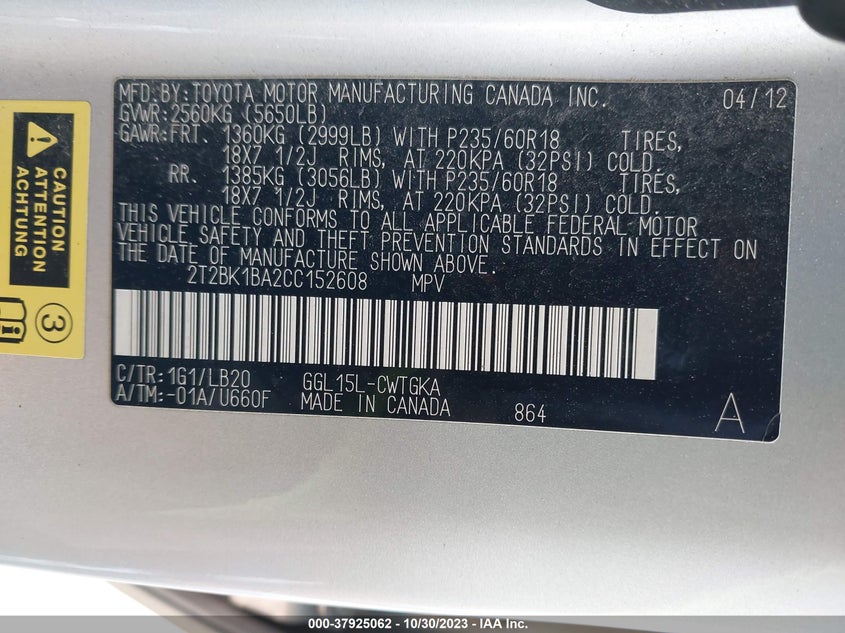 MFD.BY:TOYOTA MOTOR MANUFACTURING CANADA INC. 04/12
GVWR:2560KG (5650LB)
GAWR:FRT. 1360KG (2999LB) WITH P235/60R18 TIRES,
18X7 1/2J RIMS, AT 220KPA (32PSI) COLD.
RR. 1385KG (3056LB) WITH P235/60R18 TIRES,
18X7 1/2J RIMS, AT 220KPA (32PSI) COLD.
THIS VEHICLE CONFORMS TO ALL APPLICABLE FEDERAL MOTOR
VEHICLE SAFETY AND THEFT PREVENTION STANDARDS IN EFFECT ON
THE DATE OF MANUFACTURE SHOWN ABOVE.
2T2BK1BA2CC152608 MPV
C/TR:1G1/LB20 GGL15L-CWTGKA
A/TM:-01A/U660F MADE IN CANADA 864 A
CAUTION
ATTENTION
3
000-37925062 - 10/30/2023 - IAA Inc.